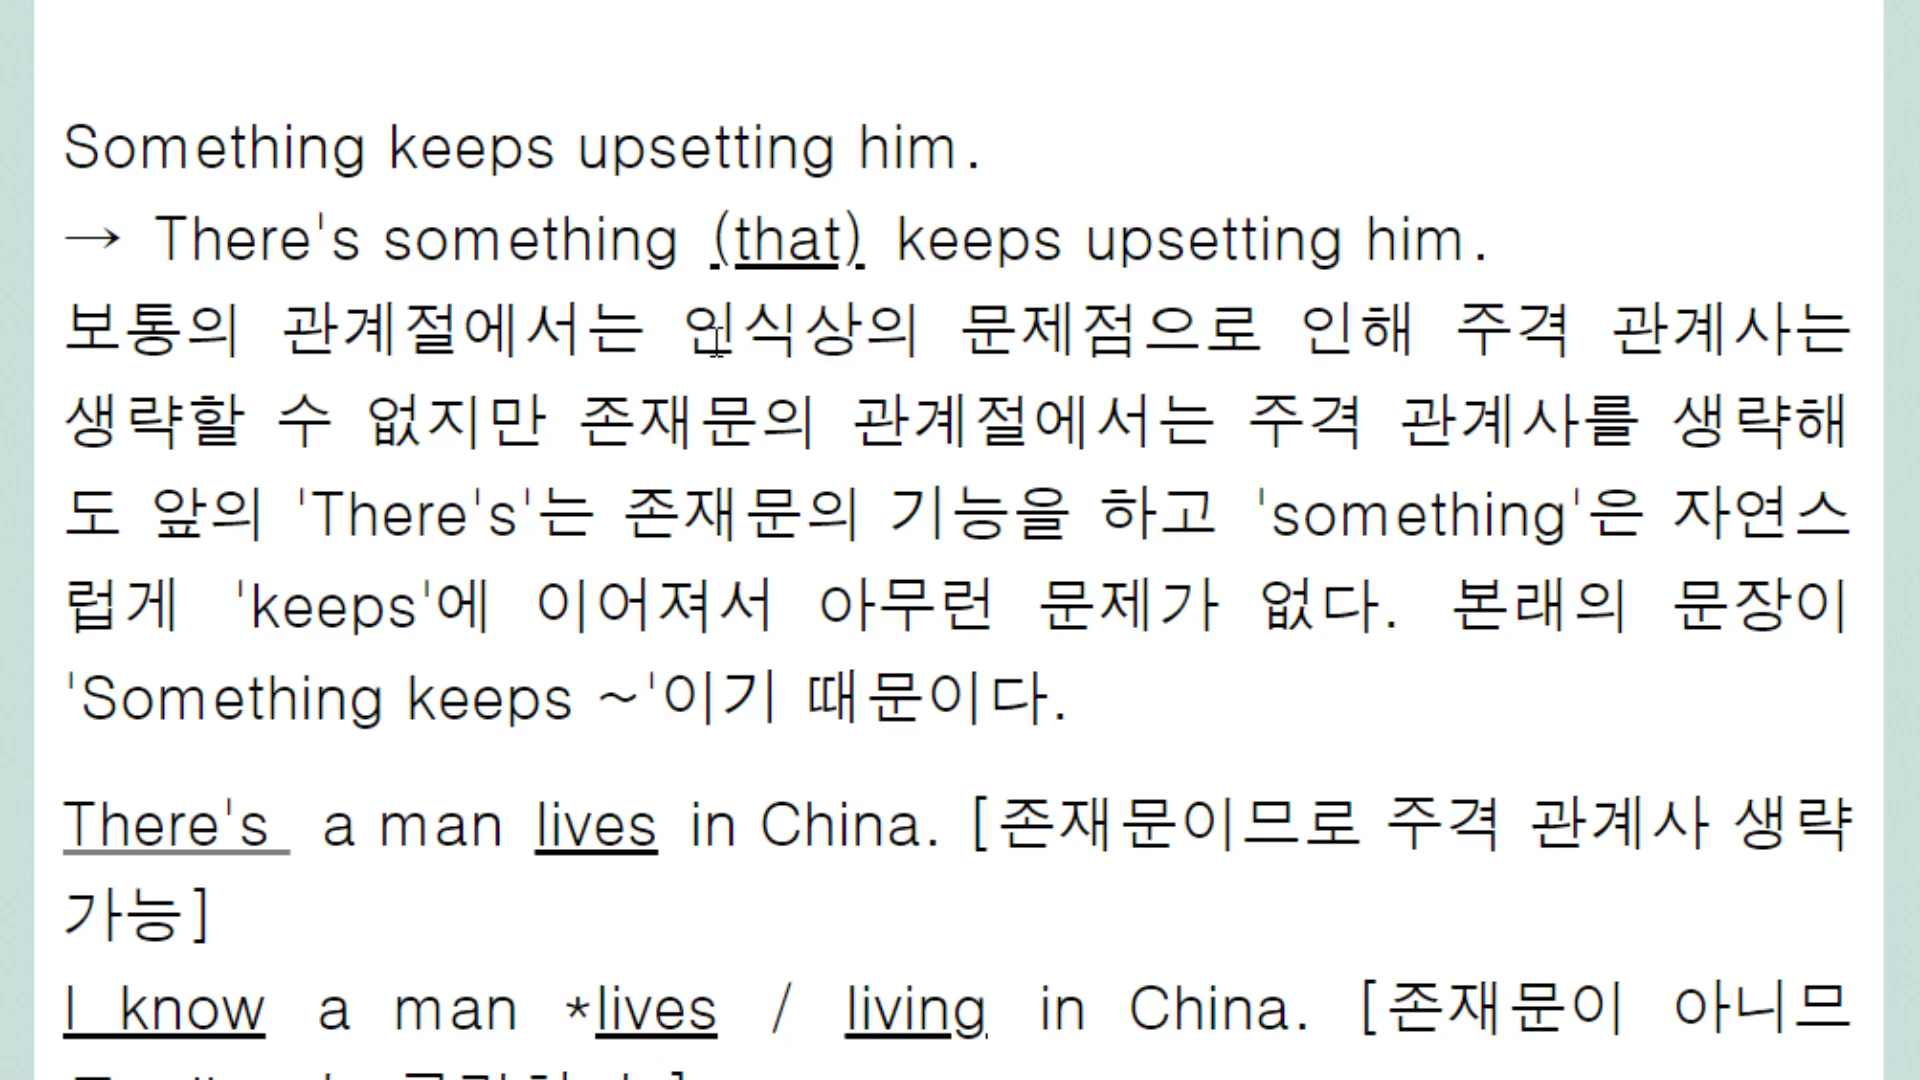 Something keeps upsetting him.
→ There's something (that) keeps upsetting him.
보통의 관계절에서는 인식상의 문제점으로 인해 주격 관계사는
생략할 수 없지만 존재문의 관계절에서는 주격 관계사를 생략해
도 앞의 'There's'는 존재문의 기능을 하고 'something'은 자연스
럽게 'keeps'에 이어져서 아무런 문제가 없다. 본래의 문장이
'Something keeps ~'이기 때문이다.
There's a man lives in China. [존재문이므로 주격 관계사 생략
가능]
I know a man *lives / living in China. [존재문이 아니므